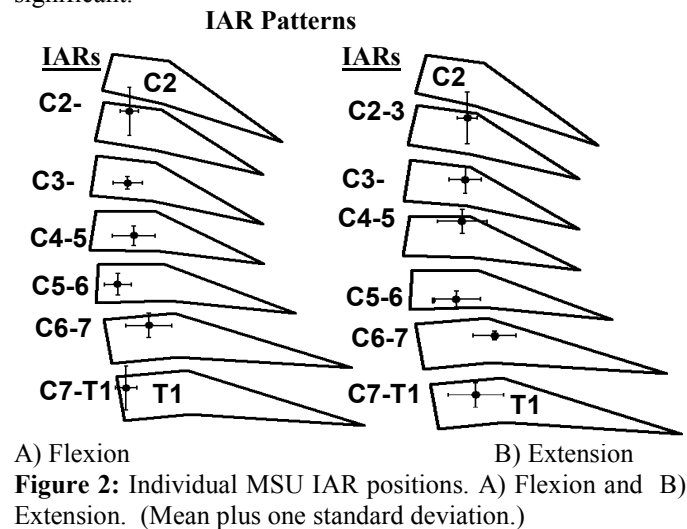 significant.
IAR Patterns
IARs IARs
C2 C2
C2- C2-3
C3- C3-
C4-5 C4-5
C5-6 C5-6
C6-7 C6-7
C7-T1 T1 C7-T1 T1
A) Flexion B) Extension
Figure 2: Individual MSU IAR positions. A) Flexion and B)
Extension. (Mean plus one standard deviation.)